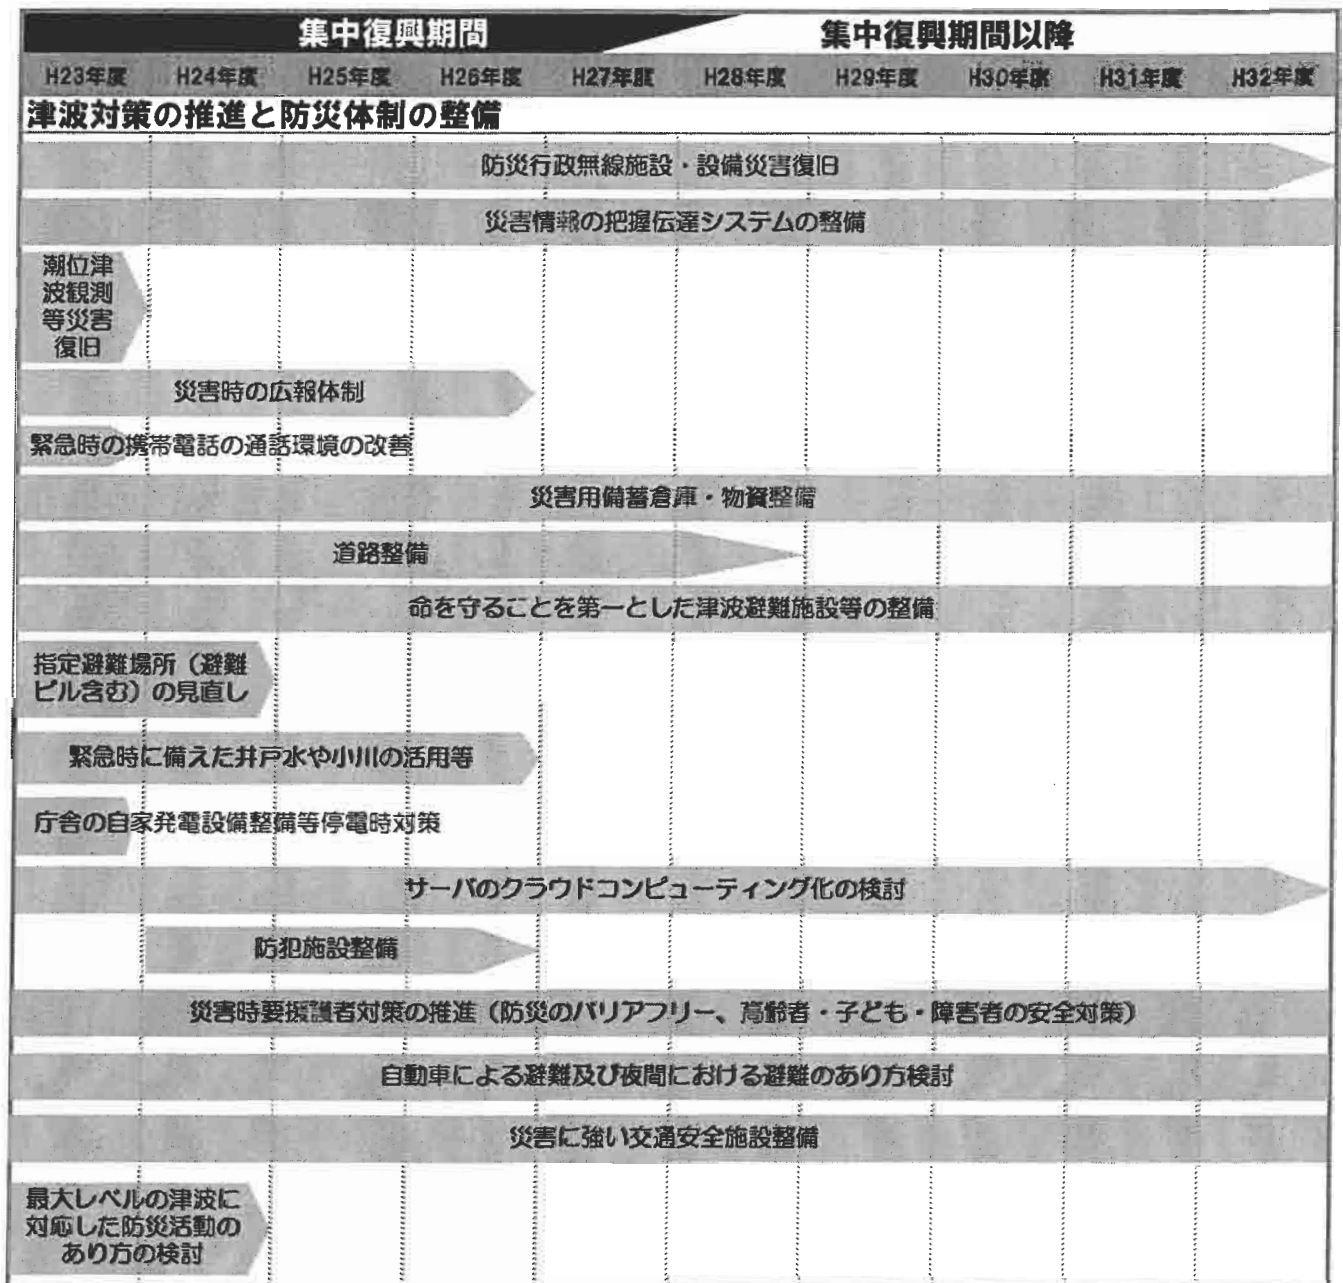 集中復興期間 集中復興期間以降
H23年度 H24年度 H25年度 H26年度 H27年度 H28年度 H29年度 H30年度 H31年度 H32年度
津波対策の推進と防災体制の整備
防災行政無線施設・設備災害復旧
災害情報の把握伝達システムの整備
潮位津
波観測
等災害
復旧
災害時の広報体制
緊急時の携帯電話の通話環境の改善
災害用備蓄倉庫・物資整備
道路整備
命を守ることを第一とした津波避難施設等の整備
指定避難場所（避難
ビル含む）の見直し
緊急時に備えた井戸水や小川の活用等
庁舎の自家発電設備整備等停電時対策
サーバのクラウドコンピューティング化の検討
防犯施設整備
災害時要援護者対策の推進（防災のバリアフリー、高齢者・子ども・障害者の安全対策）
自動車による避難及び夜間における避難のあり方検討
災害に強い交通安全施設整備
最大レベルの津波に
対応した防災活動の
あり方の検討